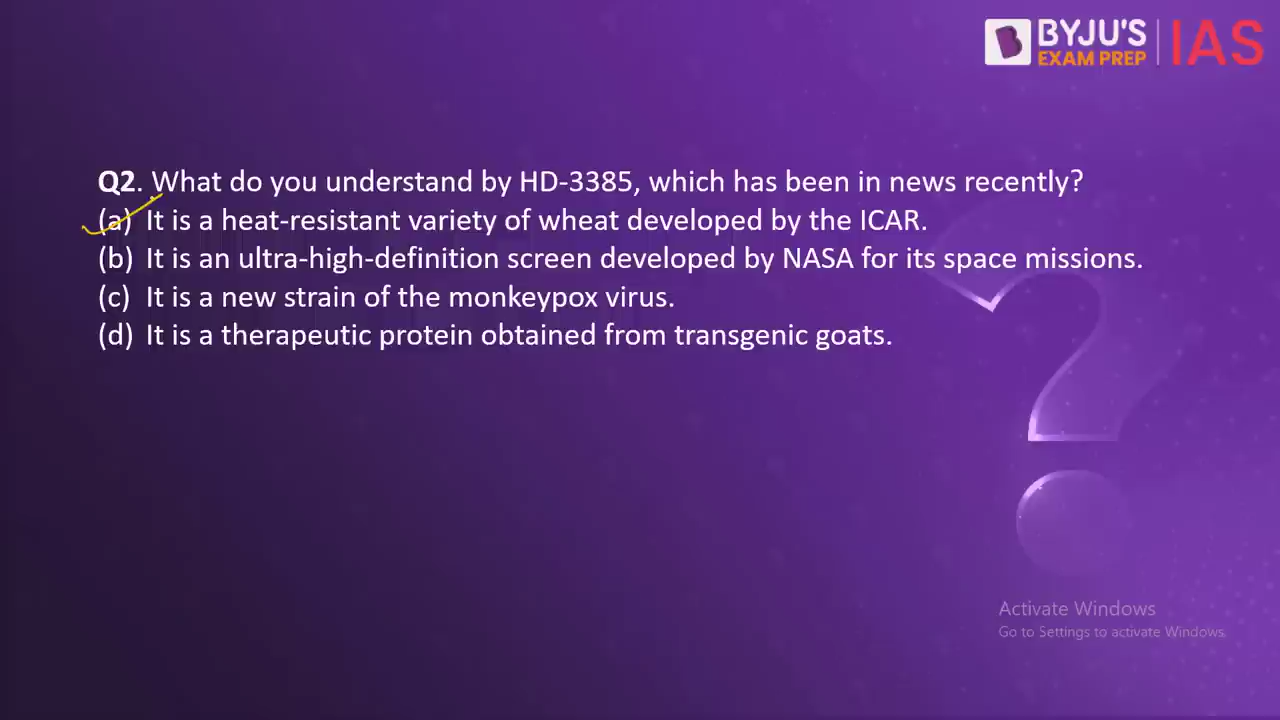 BYJU'S
EXAM PREP
IAS
Q2. What do you understand by HD-3385, which has been in news recently?
(a) It is a heat-resistant variety of wheat developed by the ICAR.
(b) It is an ultra-high-definition screen developed by NASA for its space missions.
(c) It is a new strain of the monkeypox virus.
(d) It is a therapeutic protein obtained from transgenic goats.
Activate Windows
Go to Settings to activate Windows.